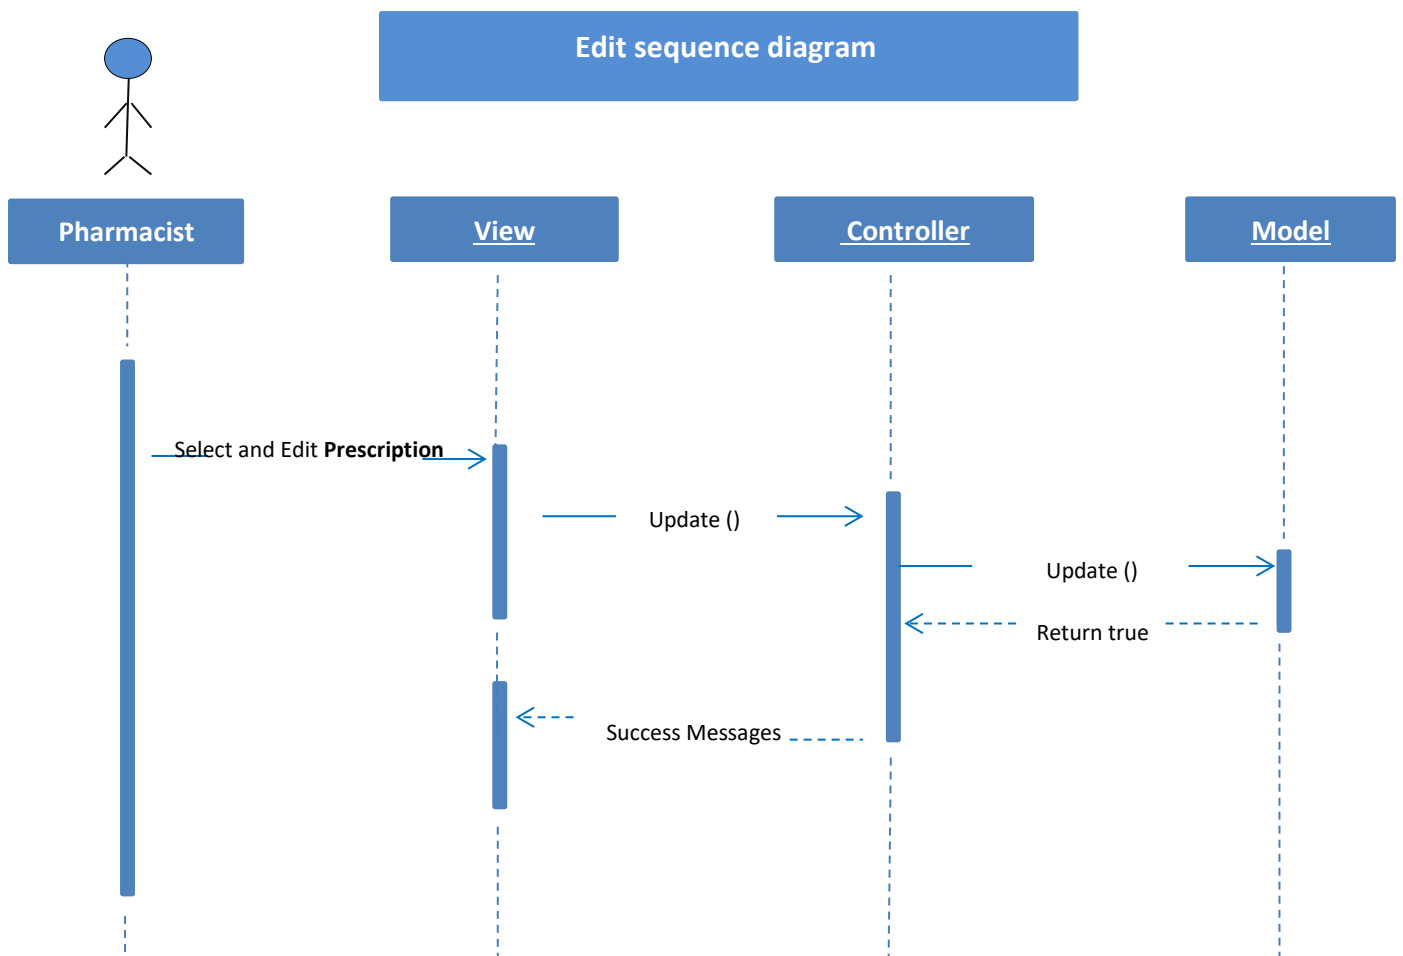 Edit sequence diagram
Pharmacist
View
Controller
Model
Select and Edit Prescription
Update ()
Update ()
Return true
Success Messages